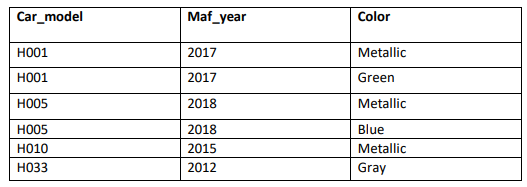 Car_model Maf_year Color
H001 2017 Metallic
H001 2017 Green
H005 2018 Metallic
H005 2018 Blue
H010 2015 Metallic
H033 2012 Gray